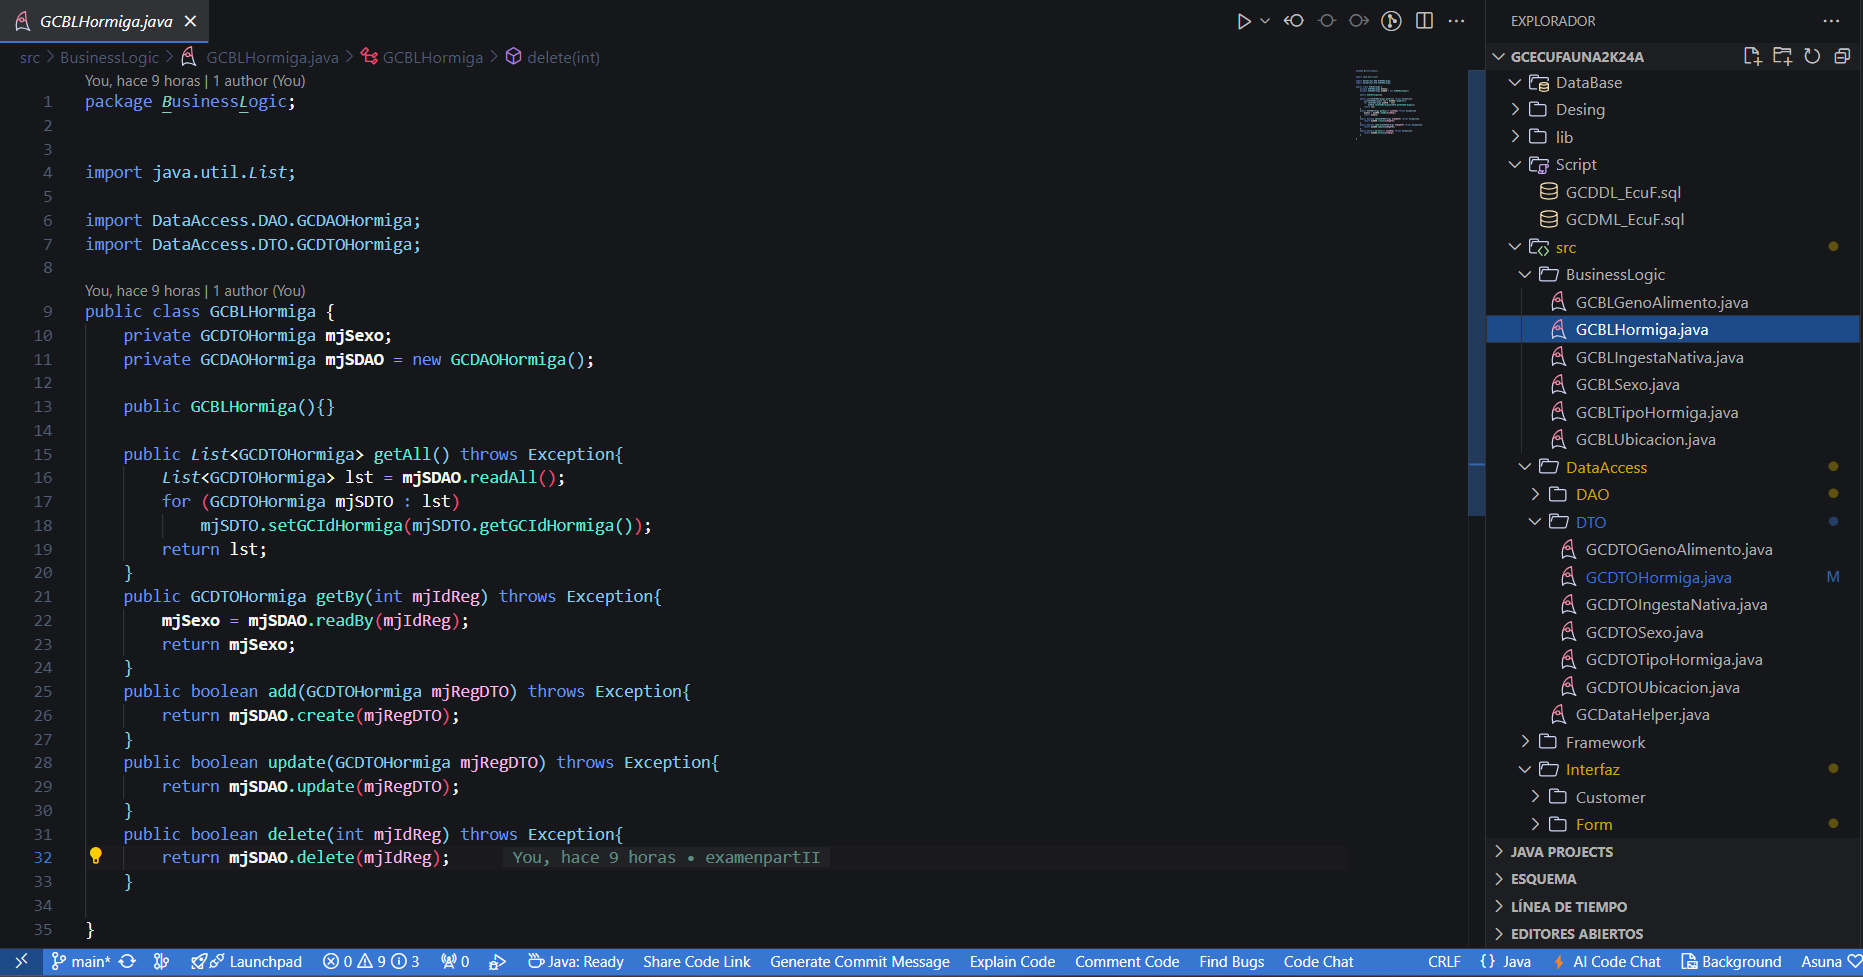 GCBLHormiga.java
src > BusinessLogic > GCBLHormiga.java > GCBLHormiga > delete(int)
You, hace 9 horas | 1 author (You)
1 package BusinessLogic;
2
3
4 import java.util.List;
5
6 import DataAccess.DAO.GCDAOHormiga;
7 import DataAccess.DTO.GCDTOHormiga;
8
You, hace 9 horas | 1 author (You)
9 public class GCBLHormiga {
10 private GCDTOHormiga mjSexo;
11 private GCDAOHormiga mjSDAO = new GCDAOHormiga();
12
13 public GCBLHormiga(){}
14
15 public List<GCDTOHormiga> getAll() throws Exception{
16 List<GCDTOHormiga> lst = mjSDAO.readAll();
17 for (GCDTOHormiga mjSDTO : lst)
18 mjSDTO.setGCIdHormiga(mjSDTO.getGCIdHormiga());
19 return lst;
20 }
21 public GCDTOHormiga getBy(int mjIdReg) throws Exception{
22 mjSexo = mjSDAO.readBy(mjIdReg);
23 return mjSexo;
24 }
25 public boolean add(GCDTOHormiga mjRegDTO) throws Exception{
26 return mjSDAO.create(mjRegDTO);
27 }
28 public boolean update(GCDTOHormiga mjRegDTO) throws Exception{
29 return mjSDAO.update(mjRegDTO);
30 }
31 public boolean delete(int mjIdReg) throws Exception{
32 return mjSDAO.delete(mjIdReg); You, hace 9 horas • examenpartII
33 }
34
35 }
EXPLORADOR
GCECUFAUNA2K24A
DataBase
Desing
lib
Script
GCDDL_EcuF.sql
GCDML_EcuF.sql
src
BusinessLogic
GCBLGenoAlimento.java
GCBLHormiga.java
GCBLIngestaNativa.java
GCBLSexo.java
GCBLTipoHormiga.java
GCBLUbicacion.java
DataAccess
DAO
DTO
GCDTOGenoAlimento.java
GCDTOHormiga.java M
GCDTOIngestaNativa.java
GCDTOSexo.java
GCDTOTipoHormiga.java
GCDTOUbicacion.java
GCDataHelper.java
Framework
Interfaz
Customer
Form
JAVA PROJECTS
ESQUEMA
LÍNEA DE TIEMPO
EDITORES ABIERTOS
main* Launchpad 0 9 3 0 Java: Ready Share Code Link Generate Commit Message Explain Code Comment Code Find Bugs Code Chat CRLF {} Java AI Code Chat Background Asuna